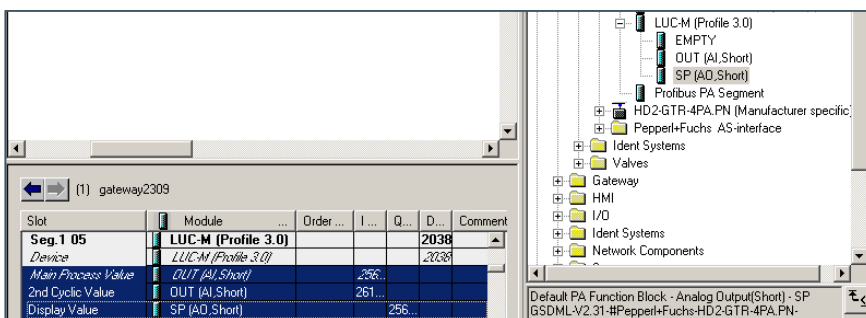 LUC-M (Profile 3.0)
EMPTY
OUT (AI,Short)
SP (AO,Short)
Profibus PA Segment
HD2-GTR-4PA.PN (Manufacturer specific)
Pepperl+Fuchs AS-interface
Ident Systems
Valves
Gateway
HMI
I/O
Ident Systems
Network Components
Default PA Function Block - Analog Output(Short) - SP
GSDML-V2.31-#Pepperl+Fuchs-HD2-GTR-4PA.PN-
(1) gateway2309
Slot Module ... Order ... I ... Q... D... Comment
Seg.1 05 LUC-M (Profile 3.0) 2038
Device LUC-M (Profile 3.0) 2036
Main Process Value OUT (AI,Short) 256...
2nd Cyclic Value OUT (AI,Short) 261...
Display Value SP (AO,Short) 256...